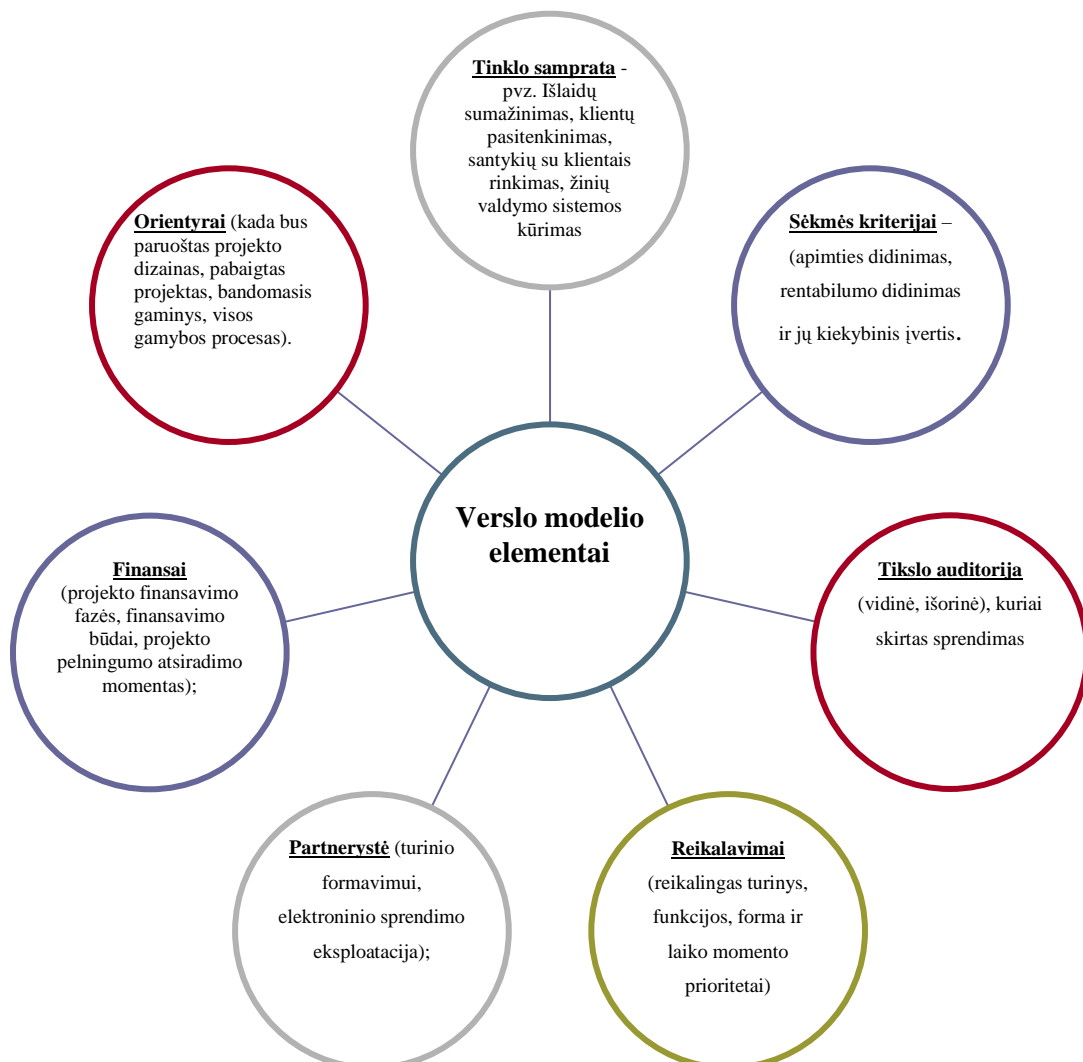 Tinklo samprata -
pvz. Išlaidų
sumažinimas, klientų
pasitenkinimas,
santykių su klientais
rinkimas, žinių
valdymo sistemos
kūrimas
Orientyrai (kada bus
paruoštas projekto
dizainas, pabaigtas
projektas, bandomasis
gaminys, visos
gamybos procesas).
Sėkmės kriterijai –
(apimties didinimas,
rentabilumo didinimas
ir jų kiekybinis įvertis.
Verslo modelio
elementai
Finansai
(projekto finansavimo
fazės, finansavimo
būdai, projekto
pelningumo atsiradimo
momentas);
Tikslo auditorija
(vidinė, išorinė), kuriai
skirtas sprendimas
Partnerystė (turinio
formavimui,
elektroninio sprendimo
eksploatacija);
Reikalavimai
(reikalingas turinys,
funkcijos, forma ir
laiko momento
prioritetai)